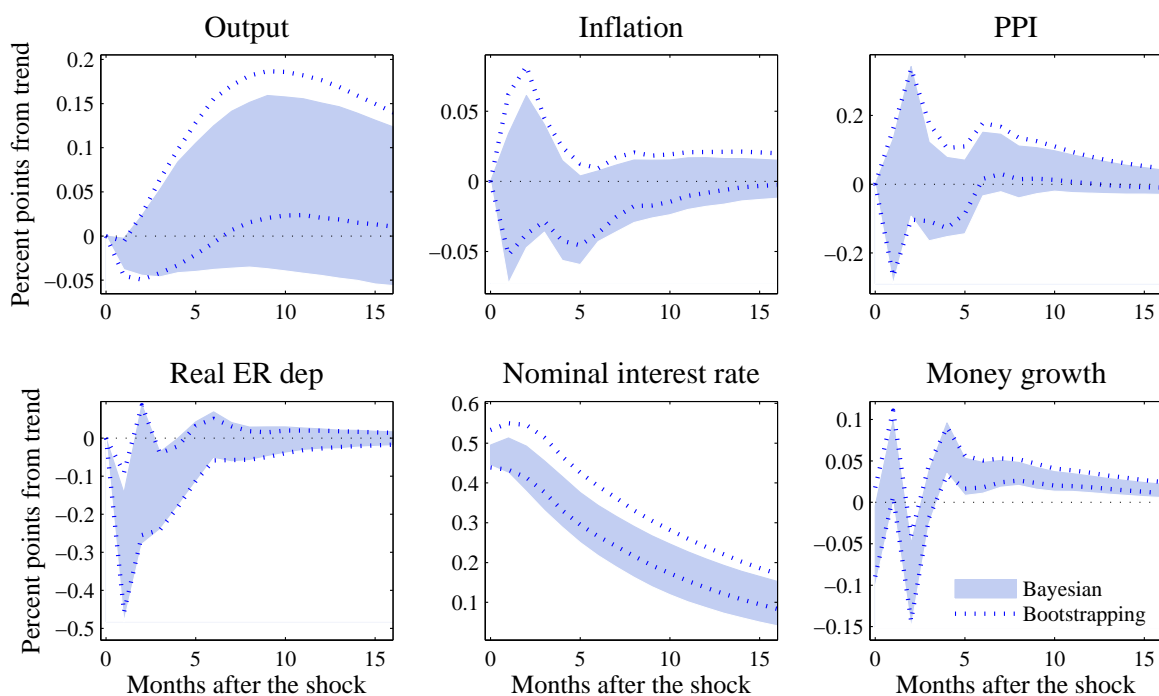 Output
Inflation
PPI
Percent points from trend
0.2
0.15
0.1
0.05
0
−0.05
0 5 10 15
0.05
0
−0.05
0 5 10 15
0.2
0
−0.2
0 5 10 15
Real ER dep
Nominal interest rate
Money growth
Percent points from trend
0
−0.1
−0.2
−0.3
−0.4
−0.5
0 5 10 15
Months after the shock
0.6
0.5
0.4
0.3
0.2
0.1
0 5 10 15
Months after the shock
0.1
0.05
0
−0.05
−0.1
−0.15
Bayesian
Bootstrapping
0 5 10 15
Months after the shock